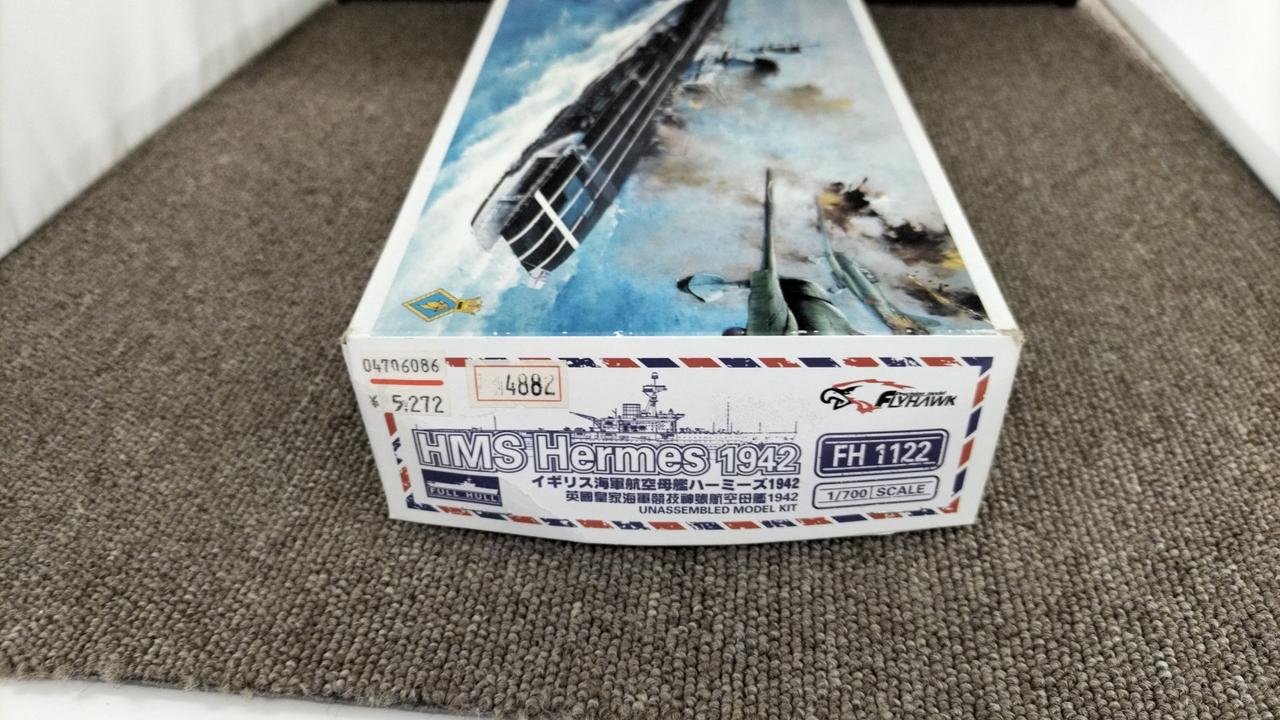 04706086
¥ 5,272
4882
FLYHAWK
HMS Hermes 1942
FH 1122
FULL HULL
イギリス海軍航空母艦ハーミーズ1942
英國皇家海軍競技神號航空母艦1942
UNASSEMBLED MODEL KIT
1/700 SCALE